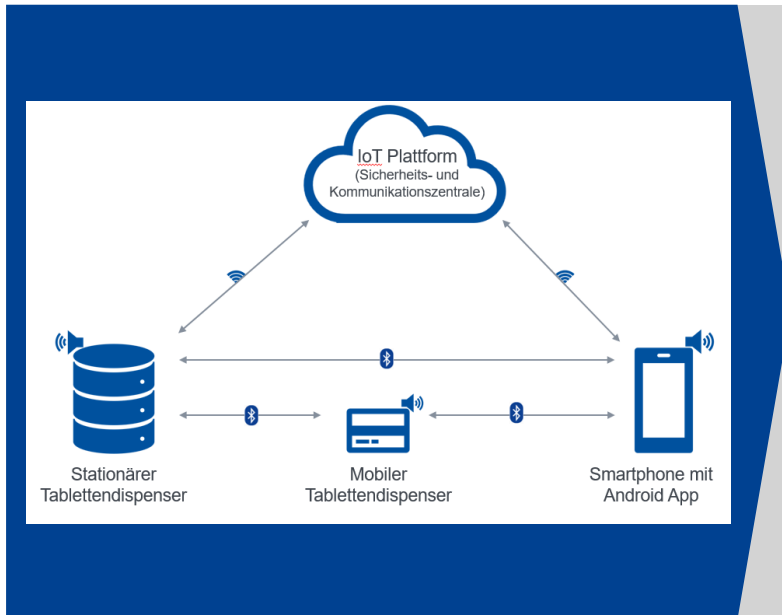 IoT Plattform
(Sicherheits- und
Kommunikationszentrale)
Stationärer
Tablettendispenser
Mobiler
Tablettendispenser
Smartphone mit
Android App